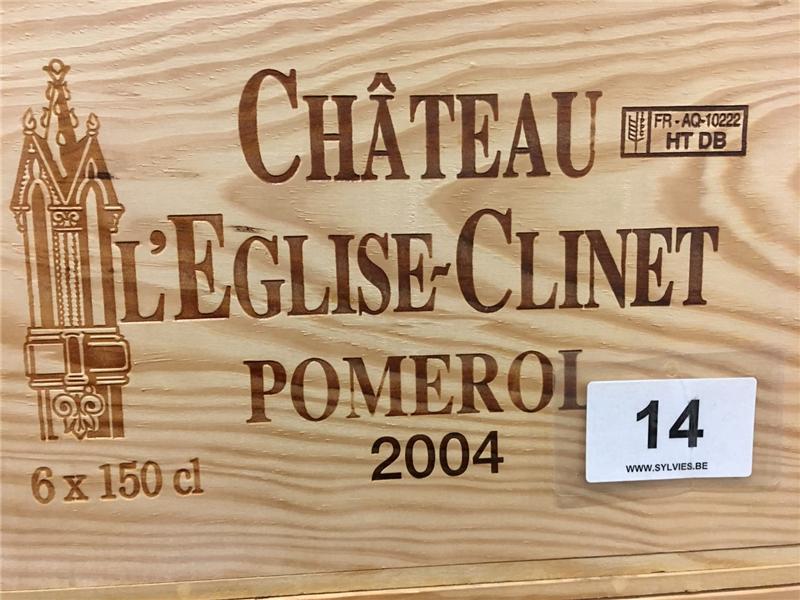 CHÂTEAU
FR - AQ-10222
HT DB
L'EGLISE-CLINET
POMEROL
2004
6 x 150 cl
14
WWW.SYLVIES.BE